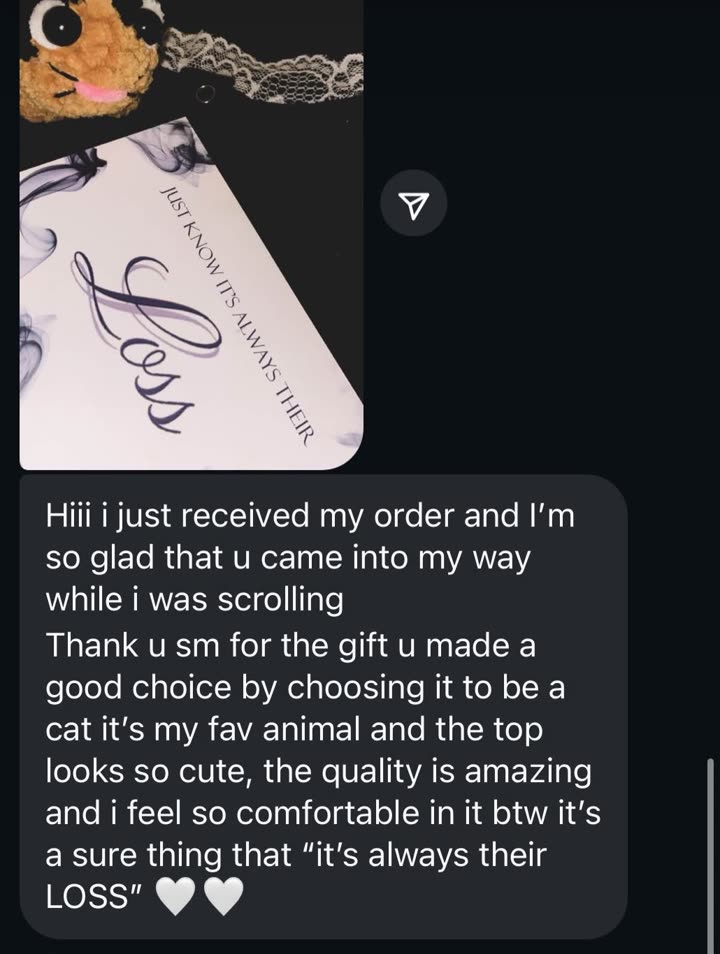 JUST KNOW IT'S ALWAYS THEIR
Loss
Hiii i just received my order and I'm
so glad that u came into my way
while i was scrolling
Thank u sm for the gift u made a
good choice by choosing it to be a
cat it's my fav animal and the top
looks so cute, the quality is amazing
and i feel so comfortable in it btw it's
a sure thing that “it's always their
LOSS” 🤍🤍